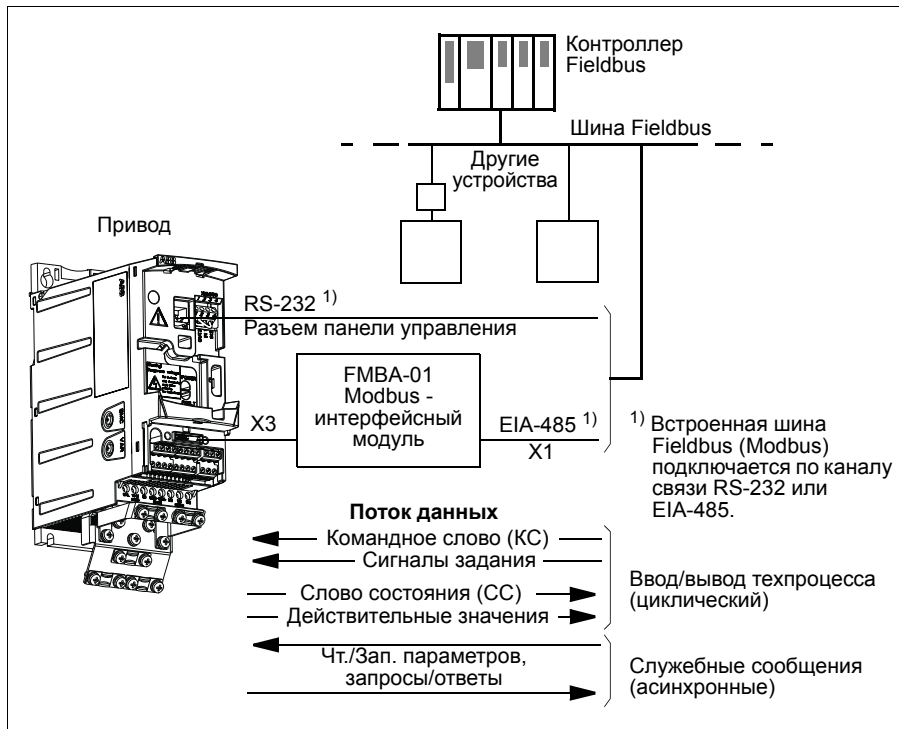 Контроллер
Fieldbus
Шина Fieldbus
Другие
устройства
Привод
RS-232 1)
Разъем панели управления
FMBA-01
Modbus -
интерфейсный
модуль
X3
EIA-485 1)
X1
1) Встроенная шина
Fieldbus (Modbus)
подключается по каналу
связи RS-232 или
EIA-485.
Поток данных
Командное слово (КС)
Сигналы задания
Слово состояния (СС)
Действительные значения
Ввод/вывод техпроцесса
(циклический)
Чт./Зап. параметров,
запросы/ответы
Служебные сообщения
(асинхронные)